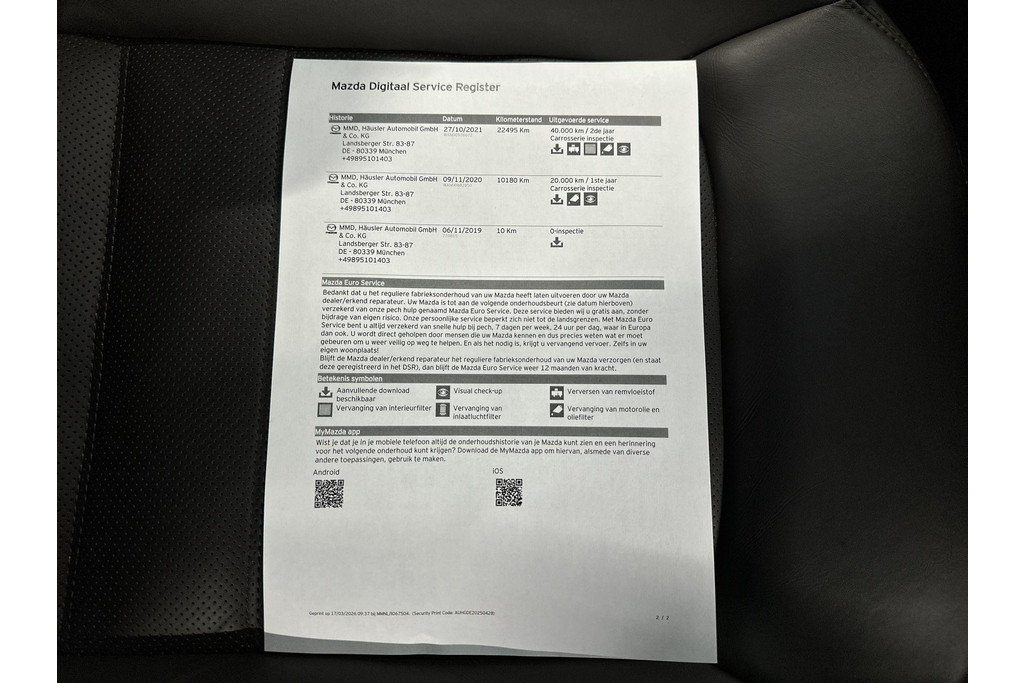 Mazda Digitaal Service Register
Historie Datum Kilometerstand Uitgevoerde service
MMD, Häusler Automobil GmbH 27/10/2021 22495 Km 40.000 km / 2de jaar
& Co. KG Carrosserie inspectie
Landsberger Str. 83-87
DE - 80339 München
+49895101403
MMD, Häusler Automobil GmbH 09/11/2020 10180 Km 20.000 km / 1ste jaar
& Co. KG Carrosserie inspectie
Landsberger Str. 83-87
DE - 80339 München
+49895101403
MMD, Häusler Automobil GmbH 06/11/2019 10 Km 0-inspectie
& Co. KG
Landsberger Str. 83-87
DE - 80339 München
+49895101403
Mazda Euro Service
Bedankt dat u het reguliere fabrieksonderhoud van uw Mazda heeft laten uitvoeren door uw Mazda
dealer/erkend reparateur. Uw Mazda is tot aan de volgende onderhoudsbeurt (zie datum hierboven)
verzekerd van onze pech hulp genaamd Mazda Euro Service. Deze service bieden wij u gratis aan, zonder
bijdrage van eigen risico. Onze persoonlijke service beperkt zich niet tot de landsgrenzen. Met Mazda Euro
Service bent u altijd verzekerd van snelle hulp bij pech, 7 dagen per week, 24 uur per dag, waar in Europa
dan ook. U wordt direct geholpen door mensen die uw Mazda kennen en dus precies weten wat er moet
gebeuren om u weer veilig op weg te helpen. En als het nodig is, krijgt u vervangend vervoer. Zelfs in uw
eigen woonplaats!
Blijft de Mazda dealer/erkend reparateur het reguliere fabrieksonderhoud van uw Mazda verzorgen (en staat
deze geregistreerd in het DSR), dan blijft de Mazda Euro Service weer 12 maanden van kracht.
Betekenis symbolen
Aanvullende download beschikbaar
Visual check-up
Verversen van remvloeistof
Vervanging van interieurfilter
Vervanging van inlaatluchtfilter
Vervanging van motorolie en oliefilter
MyMazda app
Wist je dat je in je mobiele telefoon altijd de onderhoudshistorie van je Mazda kunt zien en een herinnering
voor het volgende onderhoud kunt krijgen? Download de MyMazda app om hiervan, alsmede van diverse
andere toepassingen, gebruik te maken.
Android iOS
Geprint op 17/03/2026 09:37 bij MMNL/1067504. (Security Print Code: AUHGDE25250428)
2 / 2